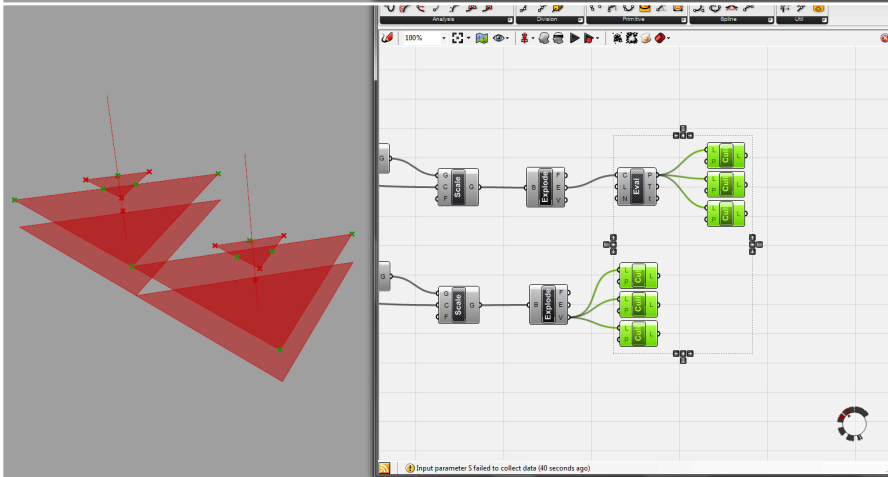 Analysis Division Primitive Spline Util
100%
G G C F Scale G B Explode F E V C L N Eval P T t L P Cull L
L P Cull L
L P Cull L
G G C F Scale G B Explode F E V L P Cull L
L P Cull L
L P Cull L
Input parameter S failed to collect data (40 seconds ago)